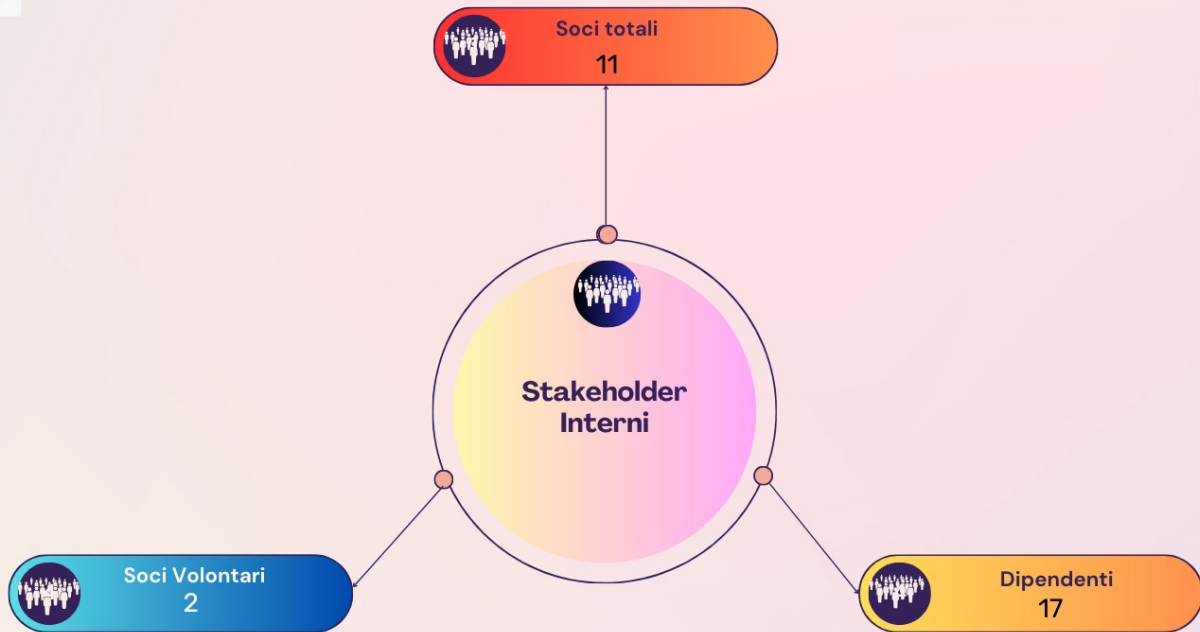 Soci totali
11
Stakeholder
Interni
Soci Volontari
2
Dipendenti
17